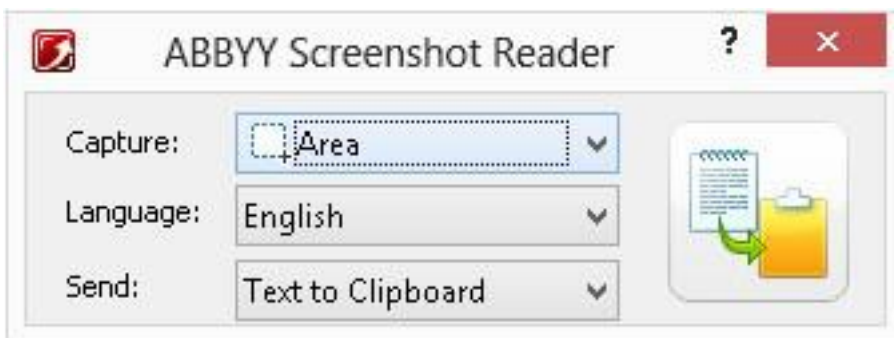 ABBYY Screenshot Reader ?
Capture: Area
Language: English
Send: Text to Clipboard